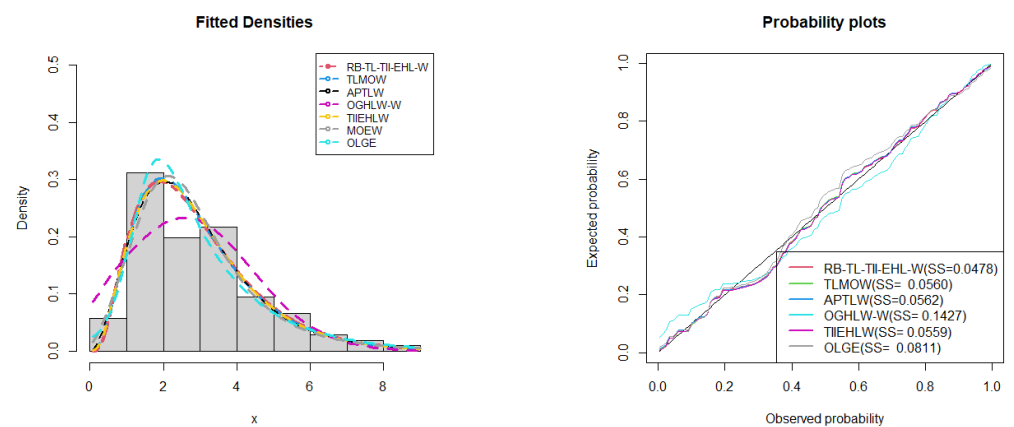 Fitted Densities
Density
0.5
0.4
0.3
0.2
0.1
0.0
RB-TL-TII-EHL-W
TLMOW
APTLW
OGHLW-W
TIIEHLW
MOEW
OLGE
0 2 4 6 8
x
Probability plots
Expected probability
1.0
0.8
0.6
0.4
0.2
0.0
RB-TL-TII-EHL-W(SS=0.0478)
TLMOW(SS= 0.0560)
APTLW(SS=0.0562)
OGHLW-W(SS= 0.1427)
TIIEHLW(SS= 0.0559)
OLGE(SS= 0.0811)
0.0 0.2 0.4 0.6 0.8 1.0
Observed probability